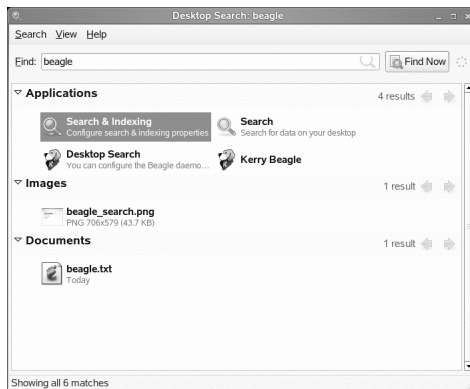 Desktop Search: beagle
Search View Help
Find: beagle Find Now
Applications 4 results
Search & Indexing
Configure search & indexing properties
Search
Search for data on your desktop
Desktop Search
You can configure the Beagle daemo...
Kerry Beagle
Images 1 result
beagle_search.png
PNG 706x579 (43.7 KB)
Documents 1 result
beagle.txt
Today
Showing all 6 matches